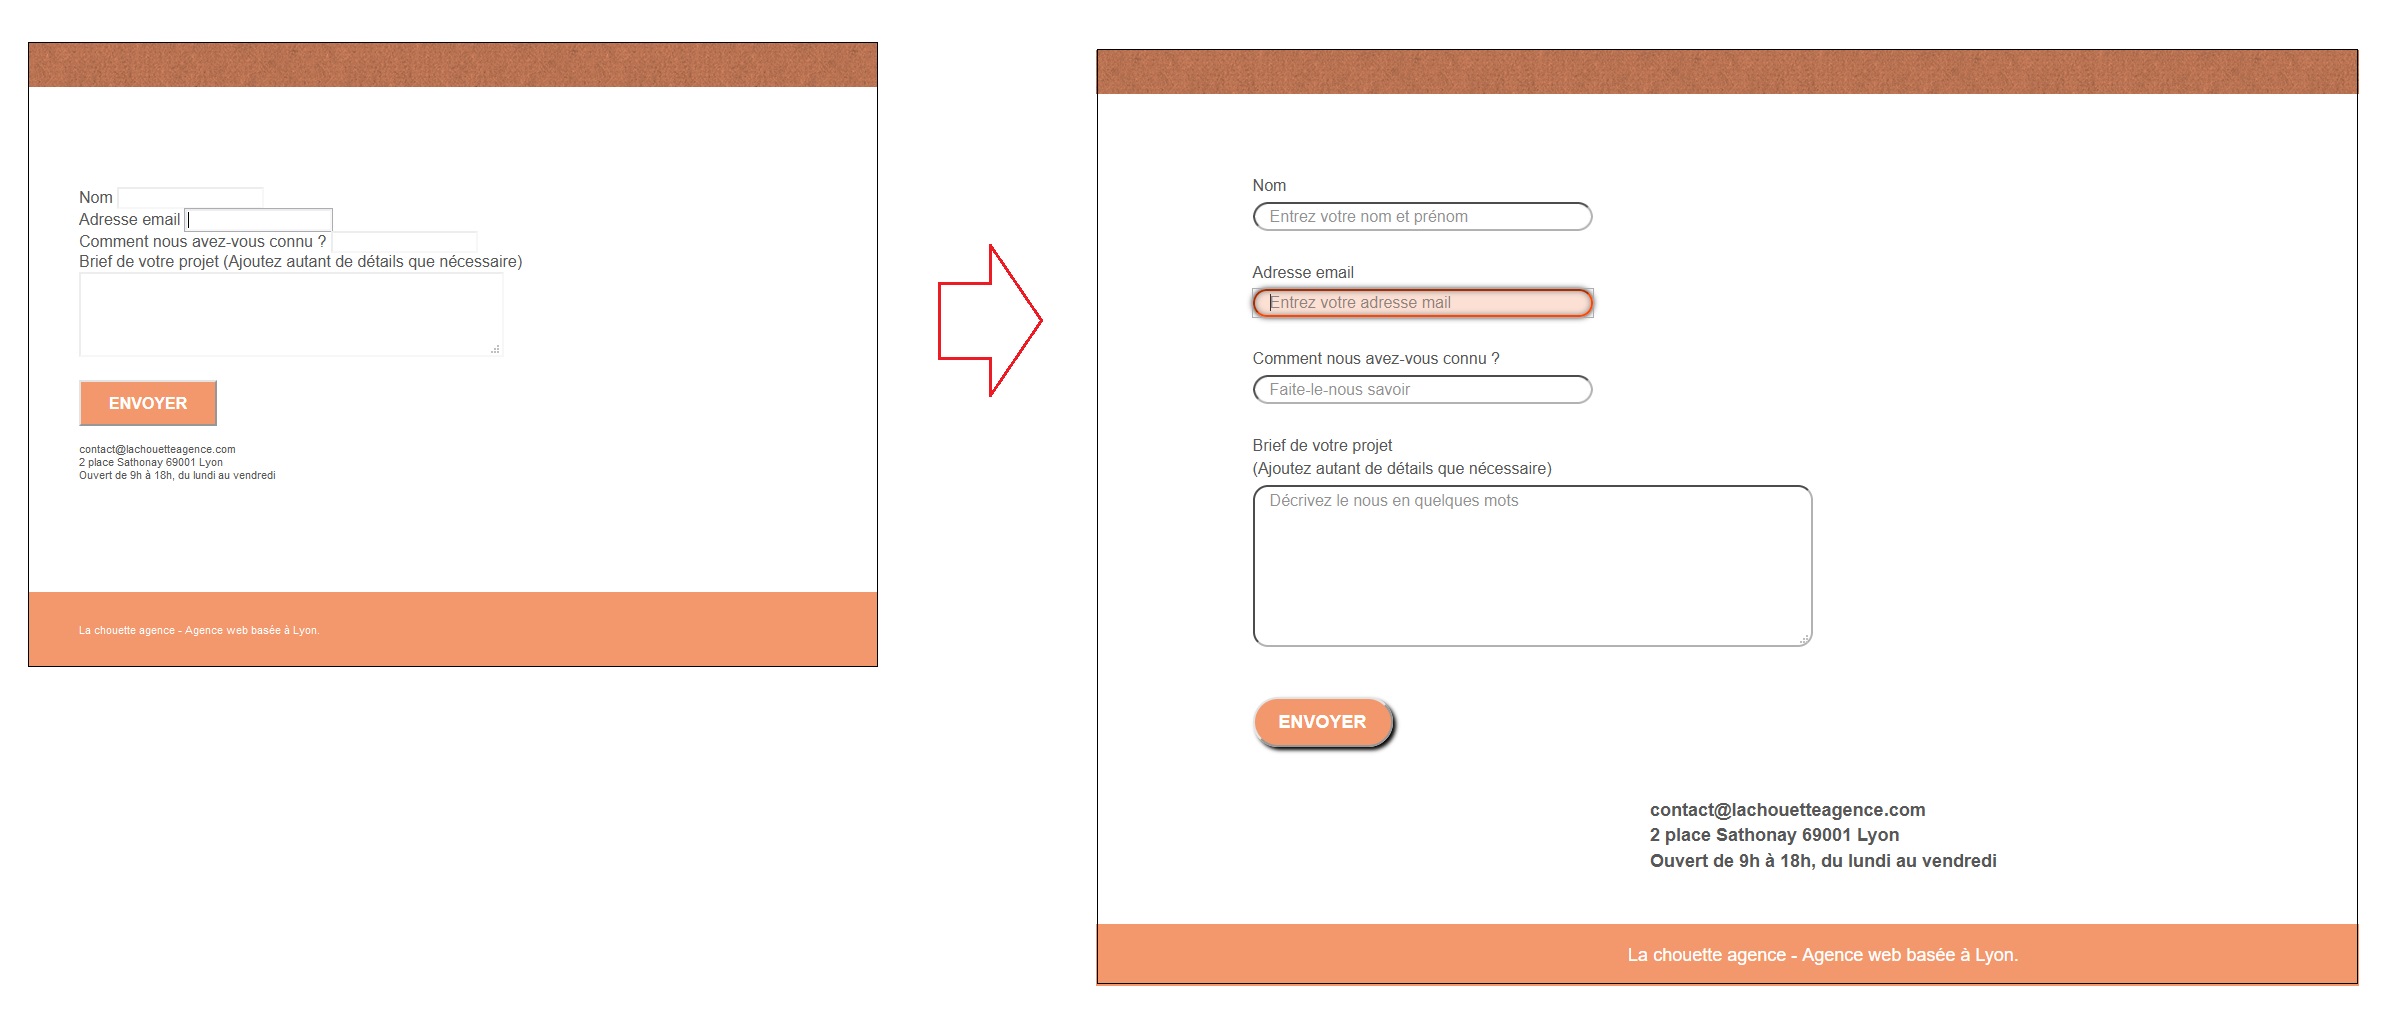 Nom
Adresse email
Comment nous avez-vous connu ?
Brief de votre projet (Ajoutez autant de détails que nécessaire)
ENVOYER
contact@lachouetteagence.com
2 place Sathonay 69001 Lyon
Ouvert de 9h à 18h, du lundi au vendredi
La chouette agence - Agence web basée à Lyon.
Nom
Entrez votre nom et prénom
Adresse email
Entrez votre adresse mail
Comment nous avez-vous connu ?
Faite-le-nous savoir
Brief de votre projet
(Ajoutez autant de détails que nécessaire)
Décrivez le nous en quelques mots
ENVOYER
contact@lachouetteagence.com
2 place Sathonay 69001 Lyon
Ouvert de 9h à 18h, du lundi au vendredi
La chouette agence - Agence web basée à Lyon.